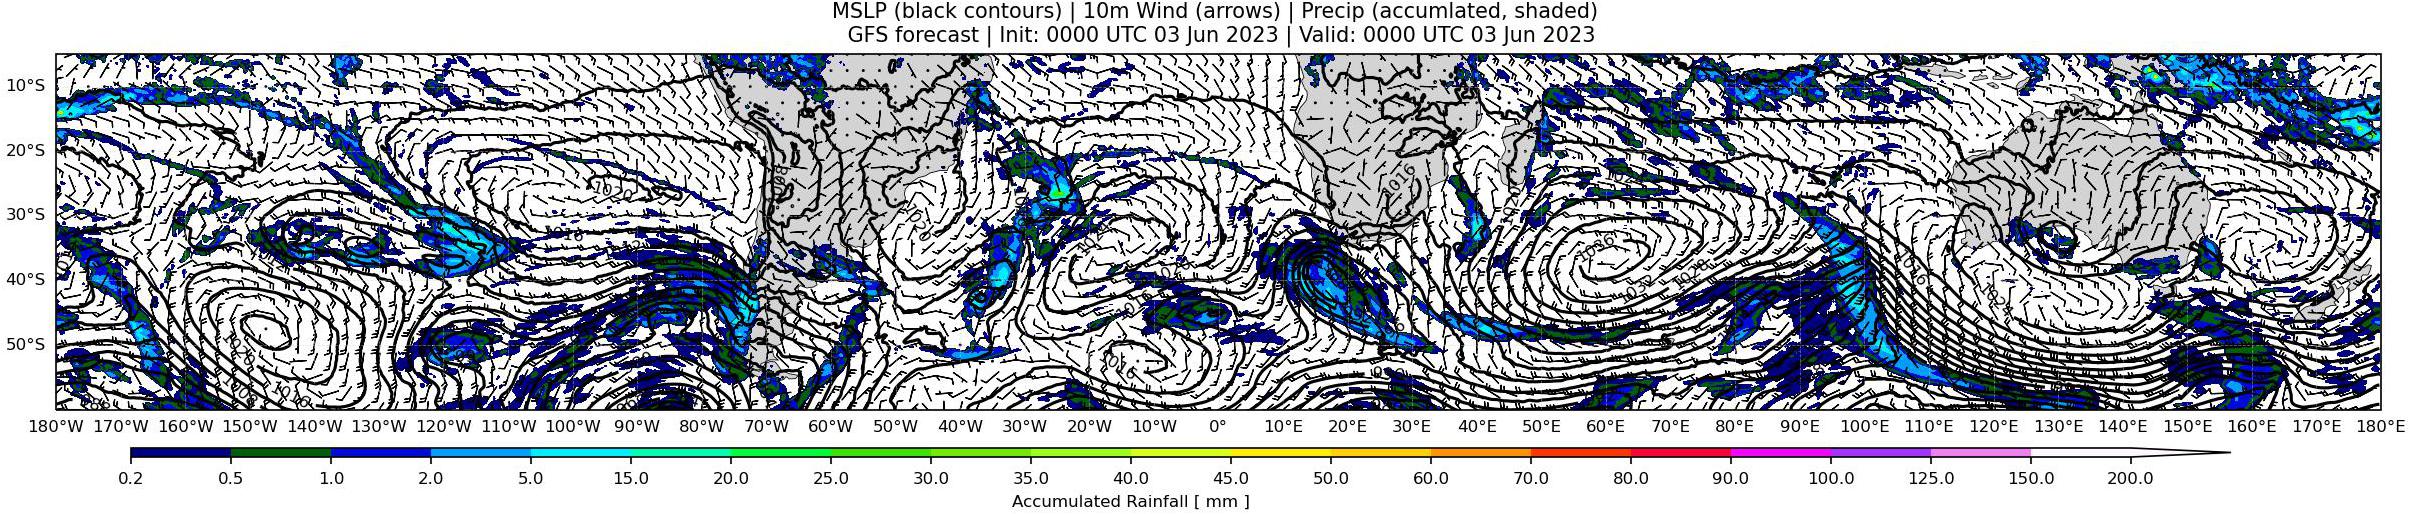 MSLP (black contours) | 10m Wind (arrows) | Precip (accumlated, shaded)
GFS forecast | Init: 0000 UTC 03 Jun 2023 | Valid: 0000 UTC 03 Jun 2023
10°S
20°S
30°S
40°S
50°S
1020
1016
1016
1036
1028
1016
1024
1016
1016
180°W 170°W 160°W 150°W 140°W 130°W 120°W 110°W 100°W 90°W 80°W 70°W 60°W 50°W 40°W 30°W 20°W 10°W 0° 10°E 20°E 30°E 40°E 50°E 60°E 70°E 80°E 90°E 100°E 110°E 120°E 130°E 140°E 150°E 160°E 170°E 180°E
0.2 0.5 1.0 2.0 5.0 15.0 20.0 25.0 30.0 35.0 40.0 45.0 50.0 60.0 70.0 80.0 90.0 100.0 125.0 150.0 200.0
Accumulated Rainfall [ mm ]